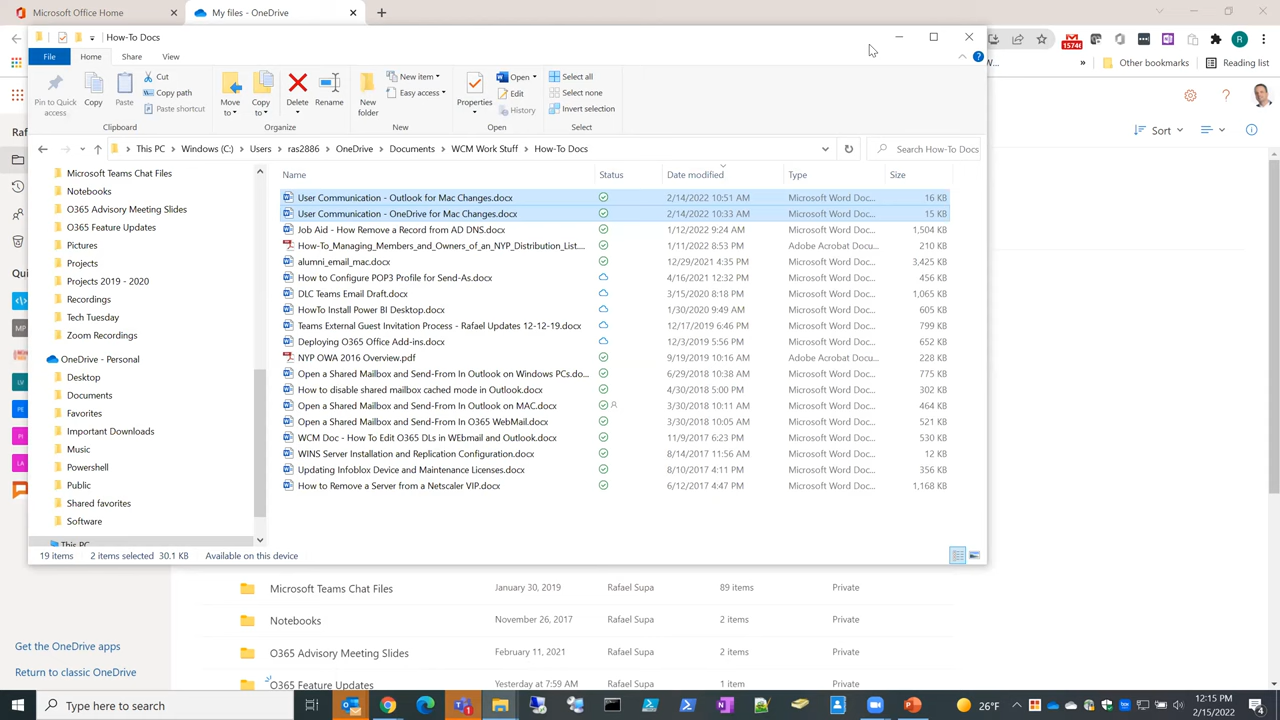 Microsoft Office Home
My files - OneDrive
How-To Docs
File
Home
Share
View
Other bookmarks
Reading list
Pin to Quick access
Copy
Paste
Cut
Copy path
Paste shortcut
Clipboard
Move to
Copy to
Delete
Rename
Organize
New folder
New item
Easy access
New
Properties
Open
Edit
History
Open
Select all
Select none
Invert selection
Select
This PC
Windows (C:)
Users
ras2886
OneDrive
Documents
WCM Work Stuff
How-To Docs
Search How-To Docs
Sort
Name
Status
Date modified
Type
Size
Microsoft Teams Chat Files
Notebooks
O365 Advisory Meeting Slides
O365 Feature Updates
Pictures
Projects
Projects 2019 - 2020
Recordings
Tech Tuesday
Zoom Recordings
OneDrive - Personal
Desktop
Documents
Favorites
Important Downloads
Music
Powershell
Public
Shared favorites
Software
This PC
User Communication - Outlook for Mac Changes.docx 2/14/2022 10:51 AM Microsoft Word Doc... 16 KB
User Communication - OneDrive for Mac Changes.docx 2/14/2022 10:33 AM Microsoft Word Doc... 15 KB
Job Aid - How Remove a Record from AD DNS.docx 1/12/2022 9:24 AM Microsoft Word Doc... 1,504 KB
How-To_Managing_Members_and_Owners_of_an_NYP_Distribution_List.... 1/11/2022 8:53 PM Adobe Acrobat Docu... 210 KB
alumni_email_mac.docx 12/29/2021 4:35 PM Microsoft Word Doc... 3,425 KB
How to Configure POP3 Profile for Send-As.docx 4/16/2021 12:32 PM Microsoft Word Doc... 456 KB
DLC Teams Email Draft.docx 3/15/2020 8:18 PM Microsoft Word Doc... 1,065 KB
HowTo Install Power BI Desktop.docx 1/30/2020 9:49 AM Microsoft Word Doc... 605 KB
Teams External Guest Invitation Process - Rafael Updates 12-12-19.docx 12/17/2019 6:46 PM Microsoft Word Doc... 799 KB
Deploying O365 Office Add-ins.docx 12/3/2019 5:56 PM Microsoft Word Doc... 652 KB
NYP OWA 2016 Overview.pdf 9/19/2019 10:16 AM Adobe Acrobat Docu... 228 KB
Open a Shared Mailbox and Send-From In Outlook on Windows PCs.do... 6/29/2018 10:38 AM Microsoft Word Doc... 775 KB
How to disable shared mailbox cached mode in Outlook.docx 4/30/2018 5:00 PM Microsoft Word Doc... 302 KB
Open a Shared Mailbox and Send-From In Outlook on MAC.docx 3/30/2018 10:11 AM Microsoft Word Doc... 464 KB
Open a Shared Mailbox and Send-From In O365 WebMail.docx 3/30/2018 10:05 AM Microsoft Word Doc... 521 KB
WCM Doc - How To Edit O365 DLs in WEbmail and Outlook.docx 11/9/2017 6:23 PM Microsoft Word Doc... 530 KB
WINS Server Installation and Replication Configuration.docx 8/14/2017 11:56 AM Microsoft Word Doc... 12 KB
Updating Infoblox Device and Maintenance Licenses.docx 8/10/2017 4:11 PM Microsoft Word Doc... 356 KB
How to Remove a Server from a Netscaler VIP.docx 6/12/2017 4:47 PM Microsoft Word Doc... 1,168 KB
19 items 2 items selected 30.1 KB Available on this device
Raf
Qui
MP
LV
PE
PI
LA
Microsoft Teams Chat Files January 30, 2019 Rafael Supa 89 items Private
Notebooks November 26, 2017 Rafael Supa 2 items Private
O365 Advisory Meeting Slides February 11, 2021 Rafael Supa 2 items Private
O365 Feature Updates Yesterday at 7:59 AM Rafael Supa 1 item Private
Get the OneDrive apps
Return to classic OneDrive
Type here to search
26°F
12:15 PM
2/15/2022